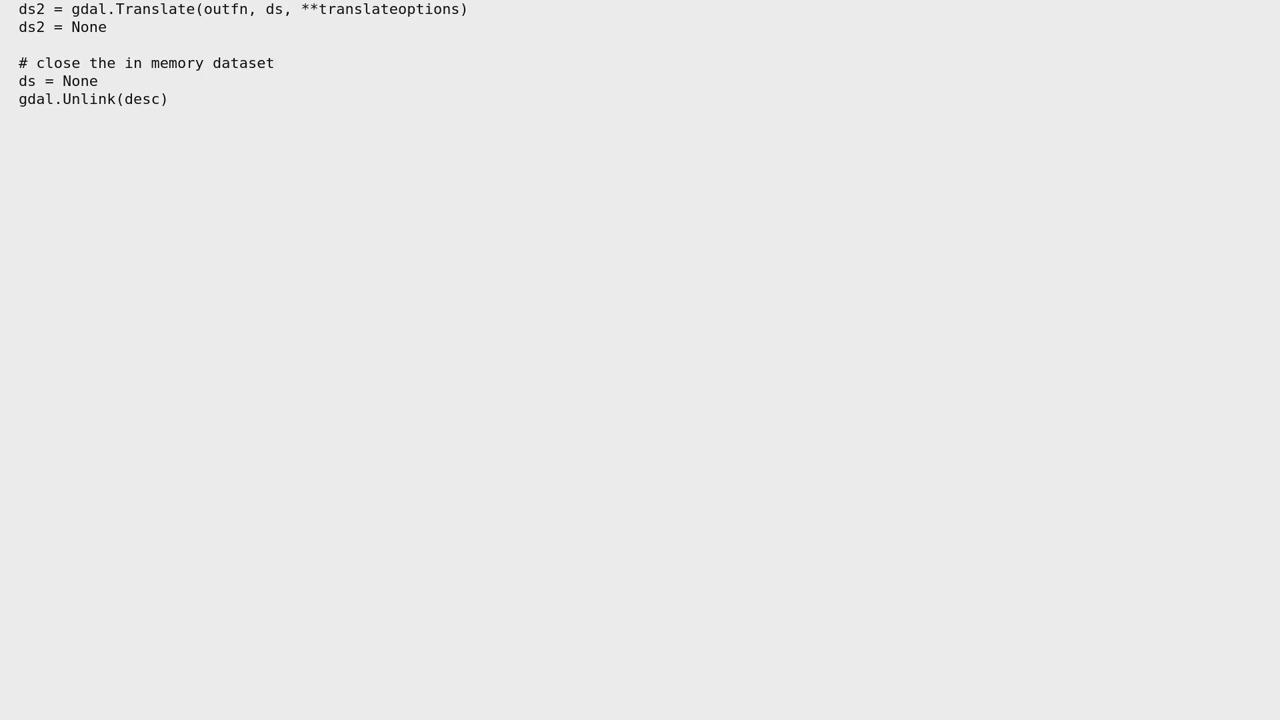 ds2 = gdal.Translate(outfn, ds, **translateoptions)
ds2 = None

# close the in memory dataset
ds = None
gdal.Unlink(desc)